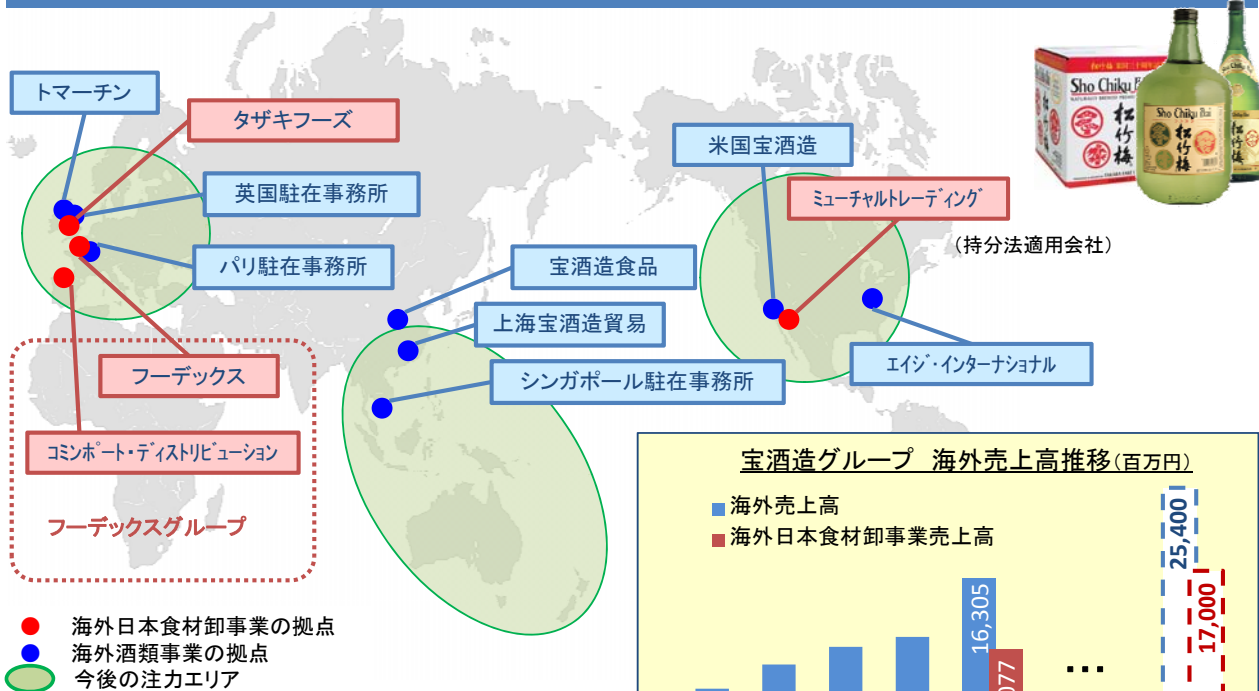 トマーチン
タザキフーズ
英国駐在事務所
パリ駐在事務所
フーデックス
コミンポート・ディストリビューション
フーデックスグループ
宝酒造食品
上海宝酒造貿易
シンガポール駐在事務所
米国宝酒造
ミューチャルトレーディング
(持分法適用会社)
エイジ・インターナショナル
Sho Chiku
松竹梅
Sho Chiku Bai
松竹梅
松竹梅
海外日本食材卸事業の拠点
海外酒類事業の拠点
今後の注力エリア
宝酒造グループ 海外売上高推移(百万円)
海外売上高
海外日本食材卸事業売上高
16,305
077
...
25,400
17,000